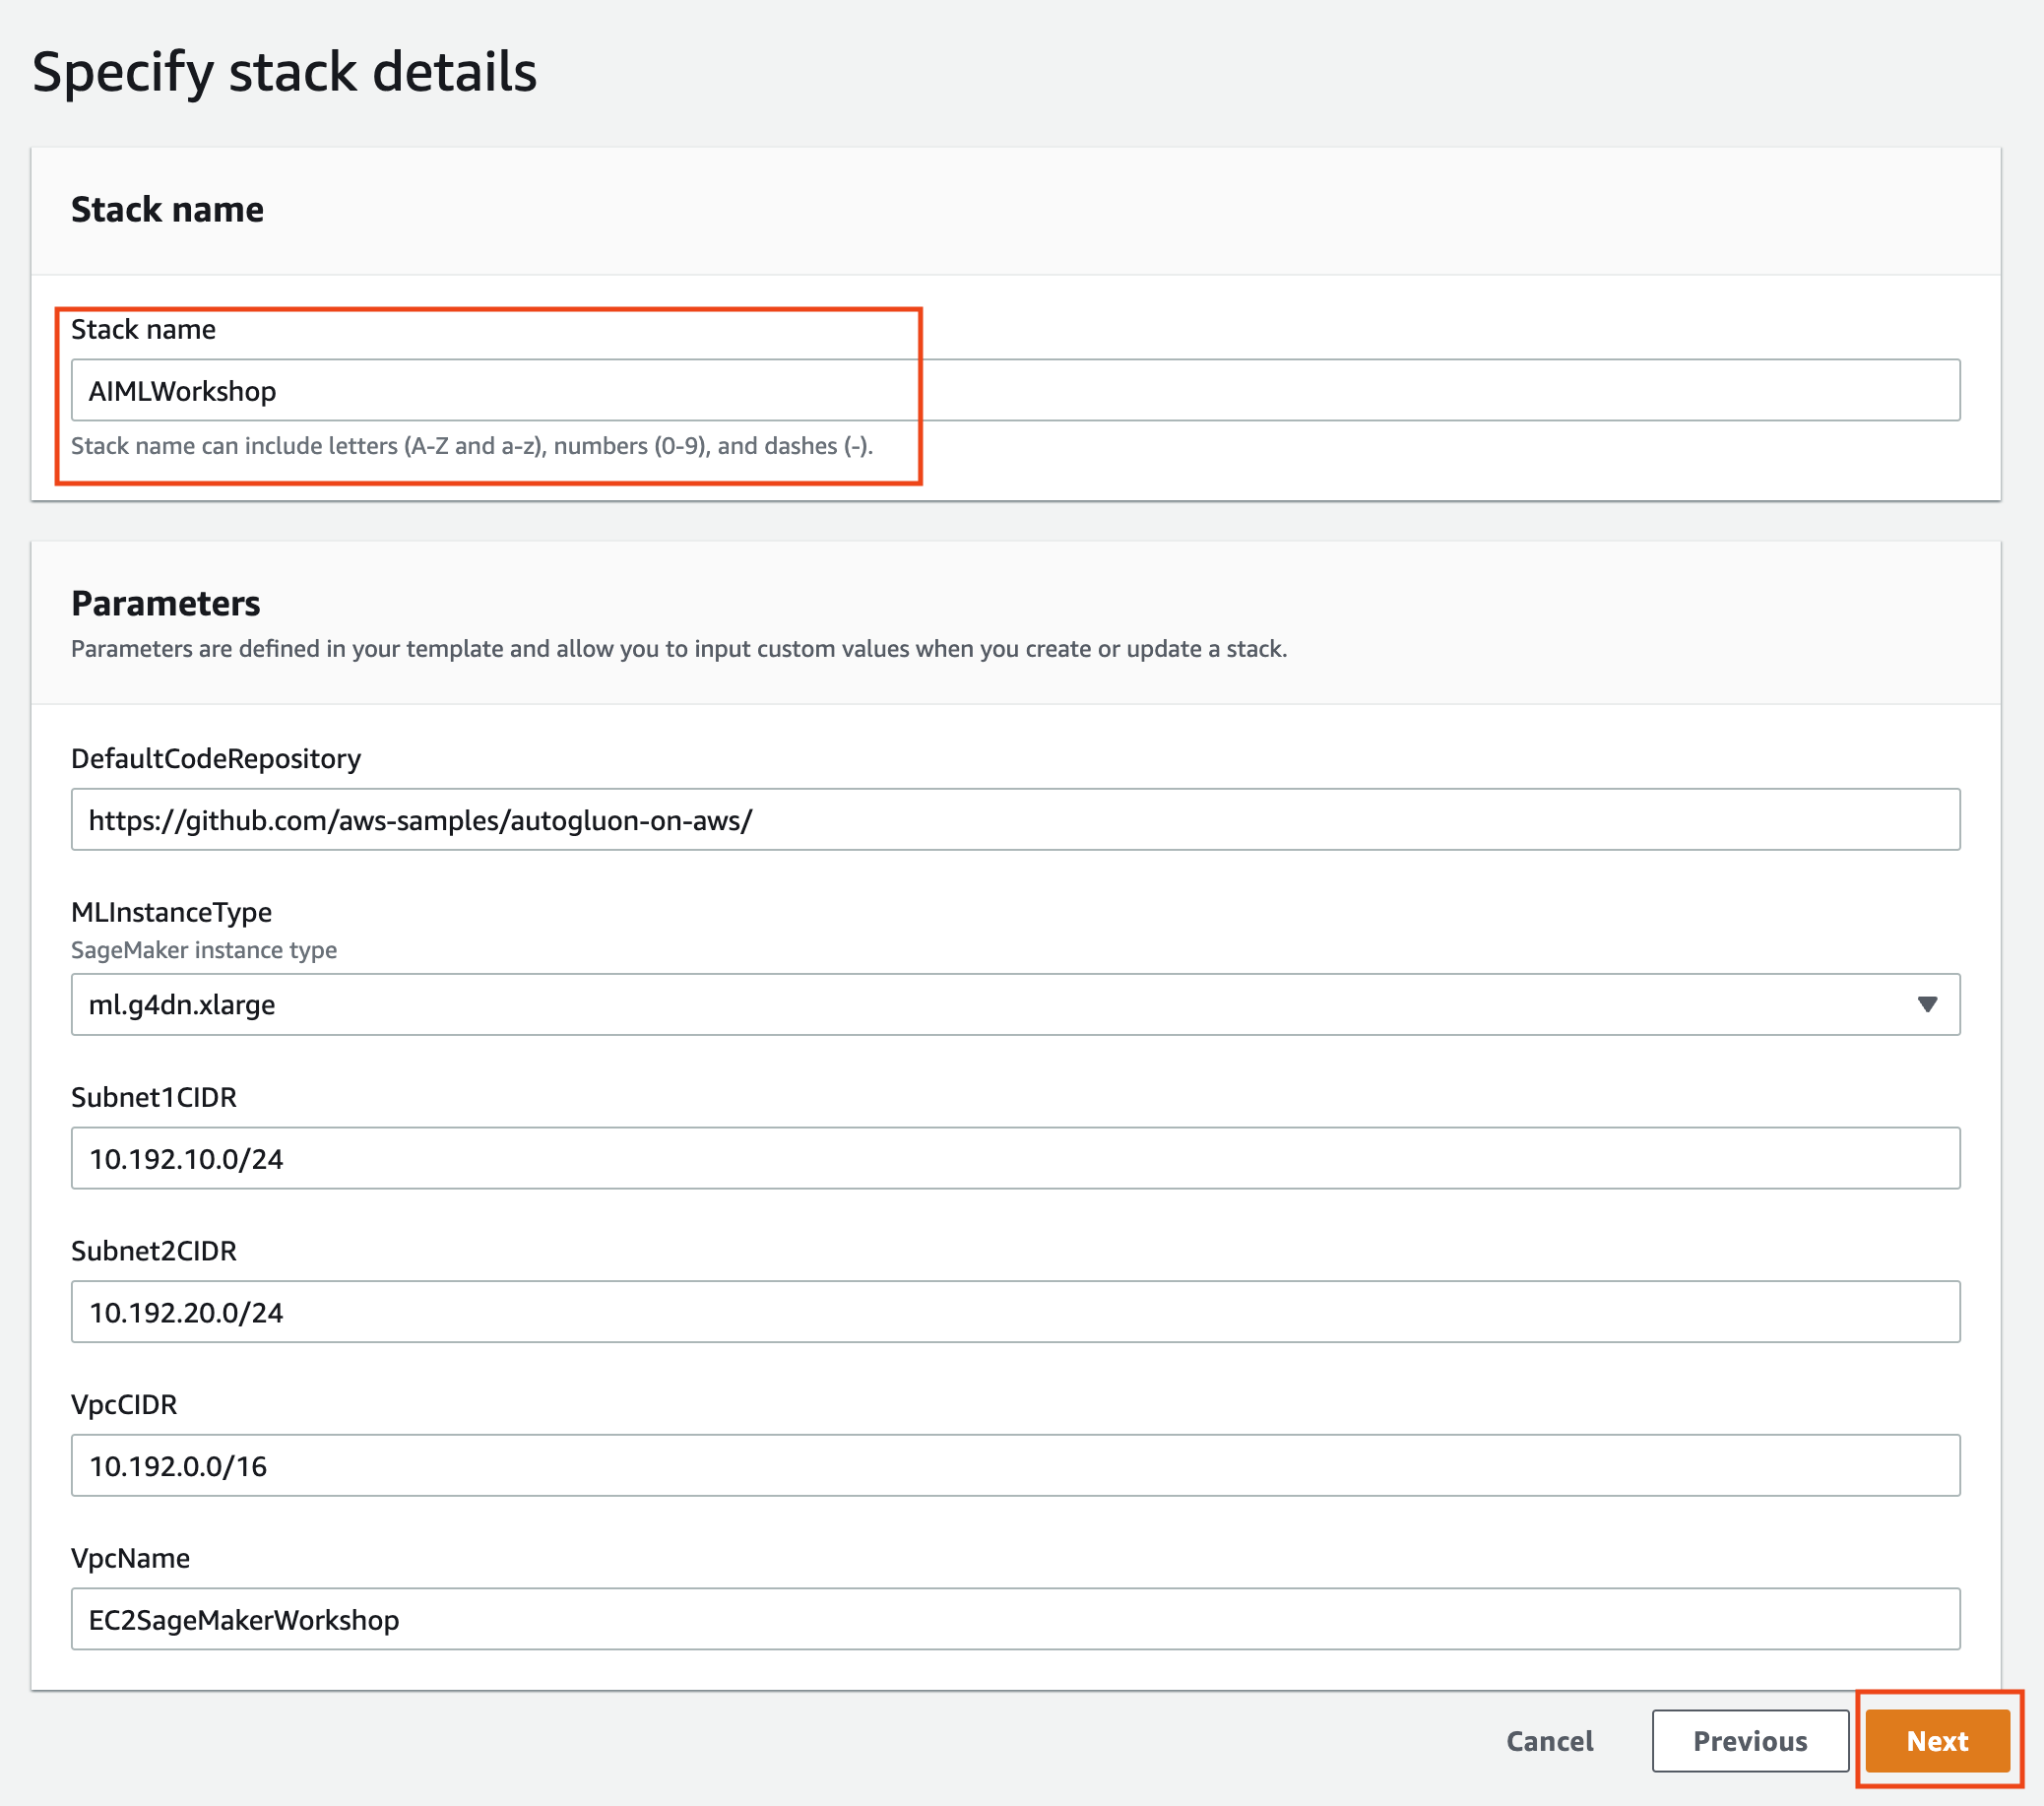 Specify stack details
Stack name
Stack name
AIMLWorkshop
Stack name can include letters (A-Z and a-z), numbers (0-9), and dashes (-).
Parameters
Parameters are defined in your template and allow you to input custom values when you create or update a stack.
DefaultCodeRepository
https://github.com/aws-samples/autogluon-on-aws/
MLInstanceType
SageMaker instance type
ml.g4dn.xlarge
Subnet1CIDR
10.192.10.0/24
Subnet2CIDR
10.192.20.0/24
VpcCIDR
10.192.0.0/16
VpcName
EC2SageMakerWorkshop
Cancel Previous Next